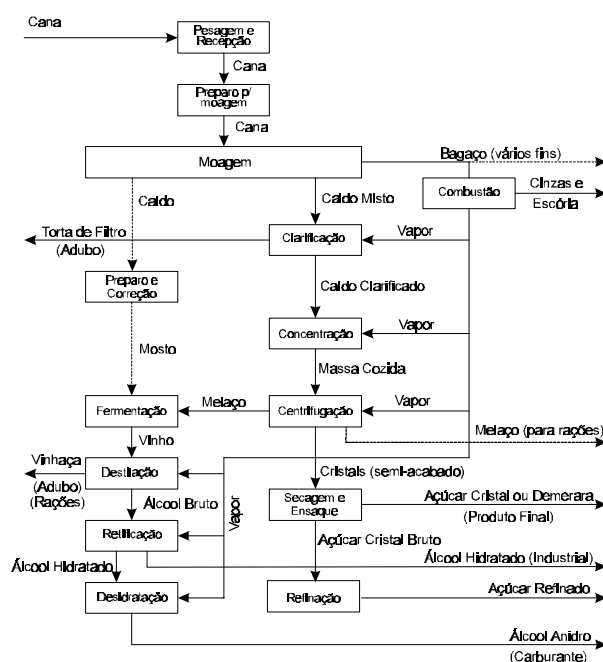 Cana
Pesagem e
Recepção
Cana
Preparo p/
moagem
Cana
Moagem
Bagaço (vários fins)
Combustão
Cinzas e
Escória
Caldo
Caldo Misto
Torta de Filtro
(Adubo)
Clarificação
Vapor
Preparo e
Correção
Caldo Clarificado
Concentração
Vapor
Mosto
Massa Cozida
Fermentação
Melaço
Centrifugação
Vapor
Melaço (para rações)
Vinho
Vinhaça
(Adubo)
(Rações)
Destilação
Cristais (semi-acabado)
Álcool Bruto
Vapor
Secagem e
Ensaque
Açúcar Cristal ou Demerara
(Produto Final)
Retificação
Açúcar Cristal Bruto
Álcool Hidratado
Álcool Hidratado (Industrial)
Desidratação
Refinação
Açúcar Refinado
Álcool Anidro
(Carburante)